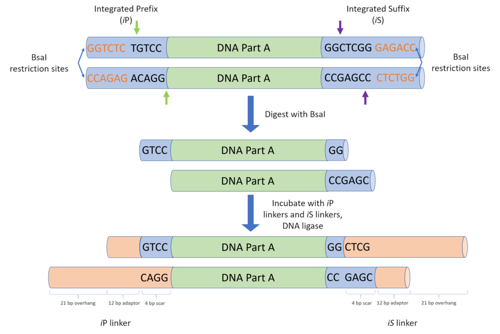 Integrated Prefix
(iP)
Integrated Suffix
(iS)
BsaI
restriction sites
GGTCTC TGTCC DNA Part A GGCTCGG GAGACC
CCAGAG ACAGG DNA Part A CCGAGCC CTCTGG
BsaI
restriction sites
Digest with BsaI
GTCC DNA Part A GG
DNA Part A CCGAGC
Incubate with iP
linkers and iS linkers,
DNA ligase
GTCC DNA Part A GG CTCG
CAGG DNA Part A CC GAGC
21 bp overhang 12 bp adaptor 4 bp scar 4 bp scar 12 bp adaptor 21 bp overhang
iP linker iS linker